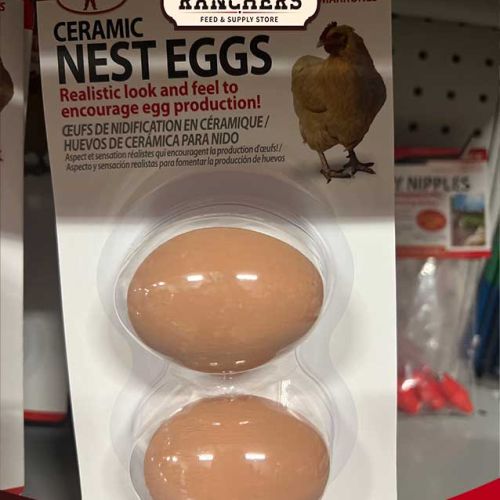 RANCHERS
FEED & SUPPLY STORE
CERAMIC
NEST EGGS
Realistic look and feel to
encourage egg production!
ŒUFS DE NIDIFICATION EN CÉRAMIQUE /
HUEVOS DE CERÁMICA PARA NIDO
Aspect et sensation réalistes qui encouragent la production d'œufs! /
Aspecto y sensación realistas para fomentar la producción de huevos
Y NIPPLES